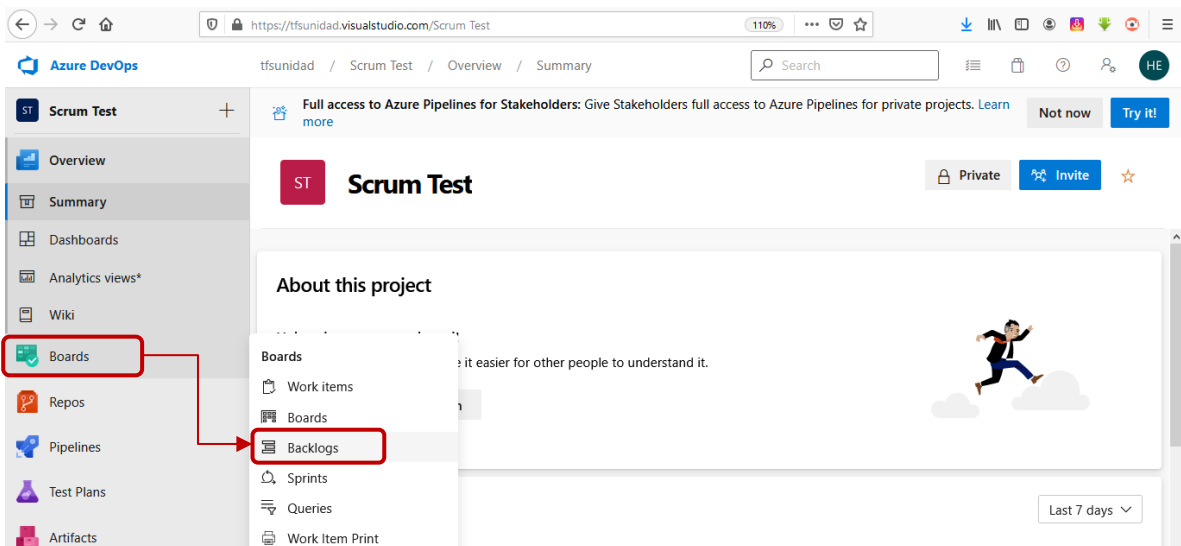 https://tfsunidad.visualstudio.com/Scrum Test
110%
Azure DevOps
tfsunidad / Scrum Test / Overview / Summary
Search
HE
ST Scrum Test
Full access to Azure Pipelines for Stakeholders: Give Stakeholders full access to Azure Pipelines for private projects. Learn
more
Not now
Try it!
Overview
Summary
Dashboards
Analytics views*
Wiki
Boards
Repos
Pipelines
Test Plans
Artifacts
ST
Scrum Test
Private
Invite
About this project
e it easier for other people to understand it.
Boards
Work items
Boards
Backlogs
Sprints
Queries
Work Item Print
Last 7 days